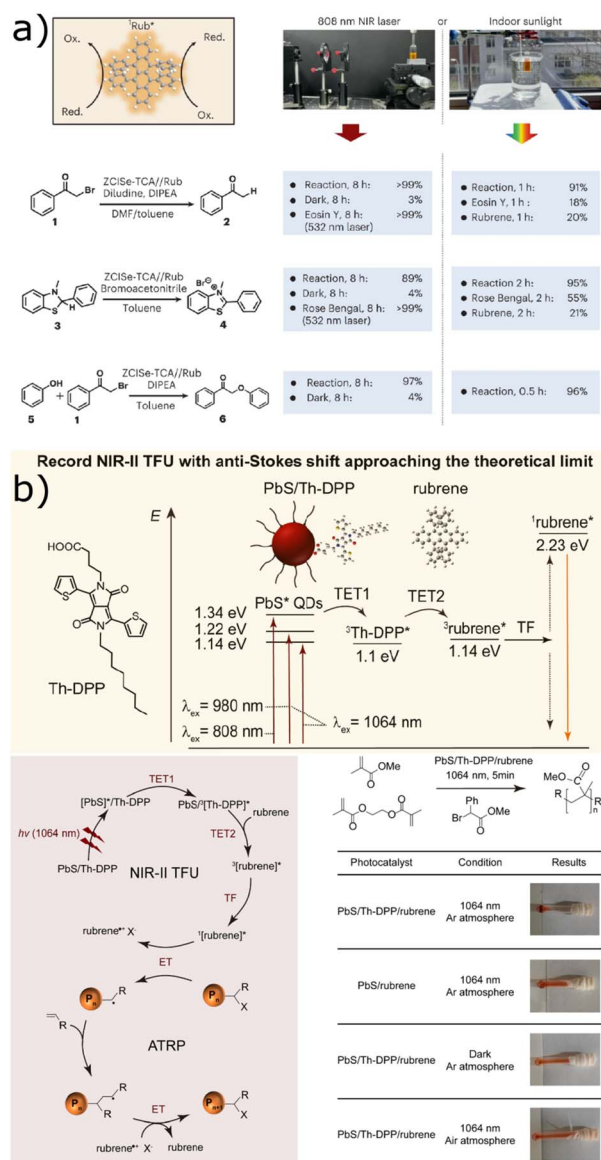 a)
¹Rub*
Ox.
Red.
Red.
Ox.
808 nm NIR laser
or
Indoor sunlight
O
Br
1
ZCISe-TCA//Rub
Diludine, DIPEA
DMF/toluene
O
H
2
● Reaction, 8 h: >99%
● Dark, 8 h: 3%
● Eosin Y, 8 h: >99%
(532 nm laser)
● Reaction, 1 h: 91%
● Eosin Y, 1 h: 18%
● Rubrene, 1 h: 20%
N
H
S
3
ZCISe-TCA//Rub
Bromoacetonitrile
Toluene
Br⊖
N
⊕
S
4
● Reaction, 8 h: 89%
● Dark, 8 h: 4%
● Rose Bengal, 8 h: >99%
(532 nm laser)
● Reaction 2 h: 95%
● Rose Bengal, 2 h: 55%
● Rubrene, 2 h: 21%
OH
5
+
O
Br
1
ZCISe-TCA//Rub
DIPEA
Toluene
O
O
6
● Reaction, 8 h: 97%
● Dark, 8 h: 4%
● Reaction, 0.5 h: 96%
Record NIR-II TFU with anti-Stokes shift approaching the theoretical limit
b)
HOOC
N
O
S
S
O
N
Th-DPP
E
PbS/Th-DPP
rubrene
PbS* QDs
1.34 eV
1.22 eV
1.14 eV
TET1
³Th-DPP*
1.1 eV
TET2
³rubrene*
1.14 eV
TF
¹rubrene*
2.23 eV
λex = 980 nm
λex = 808 nm
λex = 1064 nm
TET1
[PbS]*/Th-DPP
PbS/³[Th-DPP]*
rubrene
TET2
hv (1064 nm)
PbS/Th-DPP
NIR-II TFU
³[rubrene]*
TF
rubrene•+ X-
¹[rubrene]*
ET
Pn
R
Pn
R
X
R
ATRP
Pn
R
R
ET
Pn+1
R
X
rubrene•+ X-
rubrene
OMe
O
O
O
O
O
Ph
Br
OMe
O
PbS/Th-DPP/rubrene
1064 nm, 5min
MeO
O
R
R
n
Photocatalyst Condition Results
PbS/Th-DPP/rubrene
1064 nm
Ar atmosphere
PbS/rubrene
1064 nm
Ar atmosphere
PbS/Th-DPP/rubrene
Dark
Ar atmosphere
PbS/Th-DPP/rubrene
1064 nm
Air atmosphere